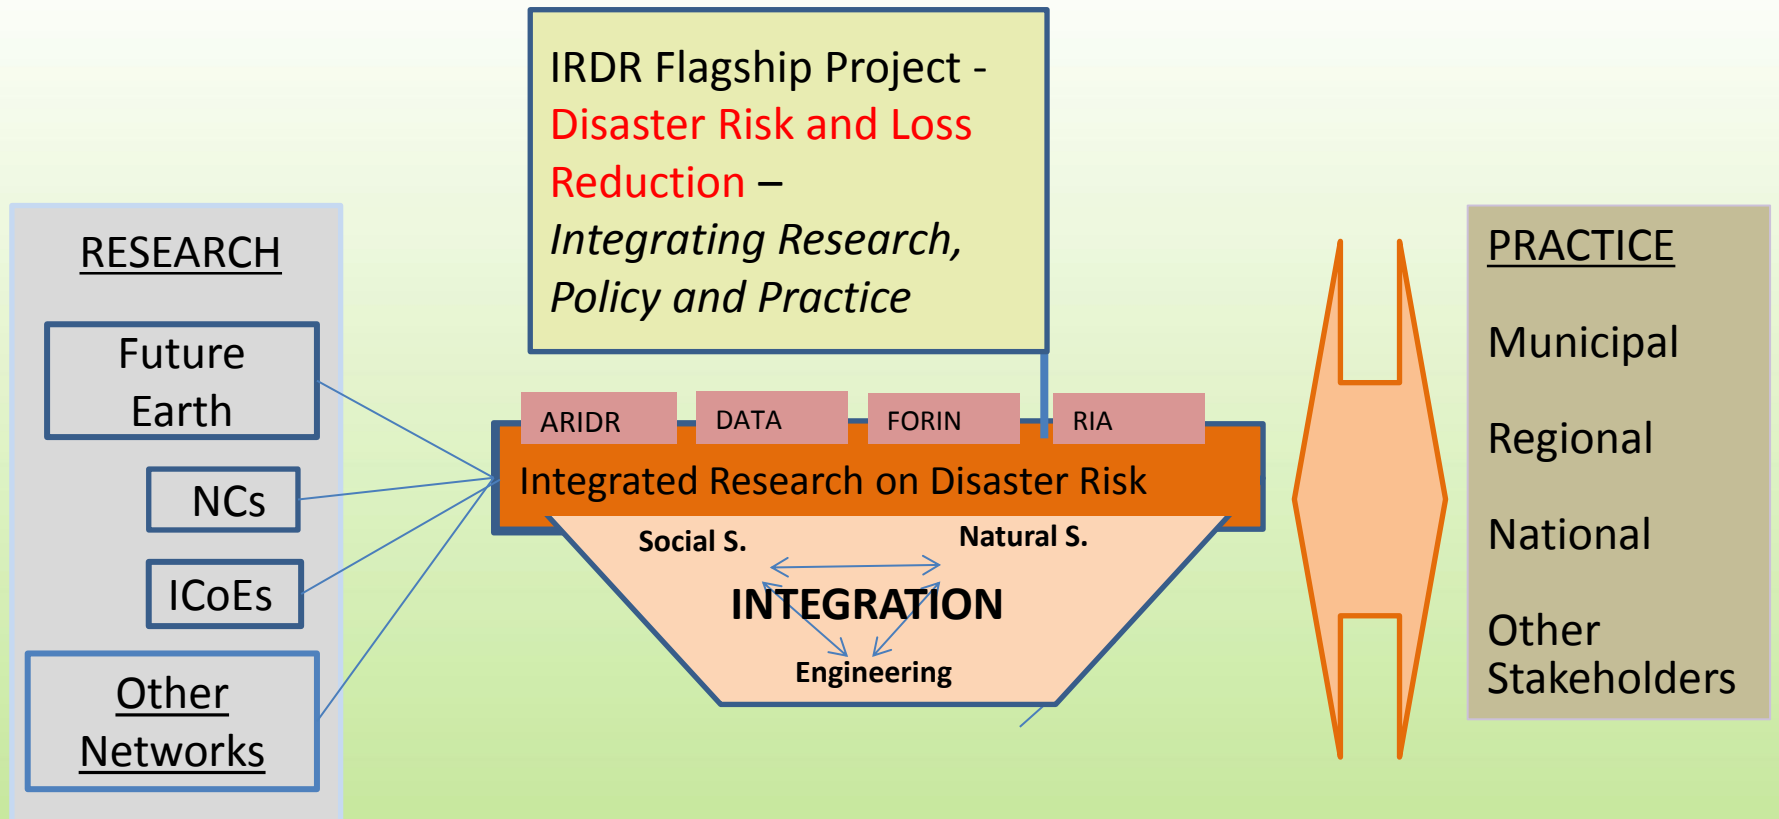 IRDR Flagship Project -
Disaster Risk and Loss
Reduction –
Integrating Research,
Policy and Practice
RESEARCH
Future
Earth
NCs
ICoEs
Other
Networks
ARIDR
DATA
FORIN
RIA
Integrated Research on Disaster Risk
Social S.
Natural S.
INTEGRATION
Engineering
PRACTICE
Municipal
Regional
National
Other
Stakeholders